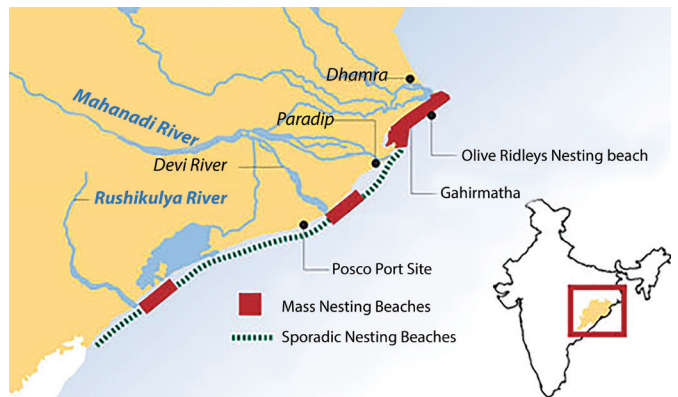 Dhamra
Mahanadi River
Paradip
Devi River
Olive Ridleys Nesting beach
Rushikulya River
Gahirmatha
Posco Port Site
Mass Nesting Beaches
Sporadic Nesting Beaches